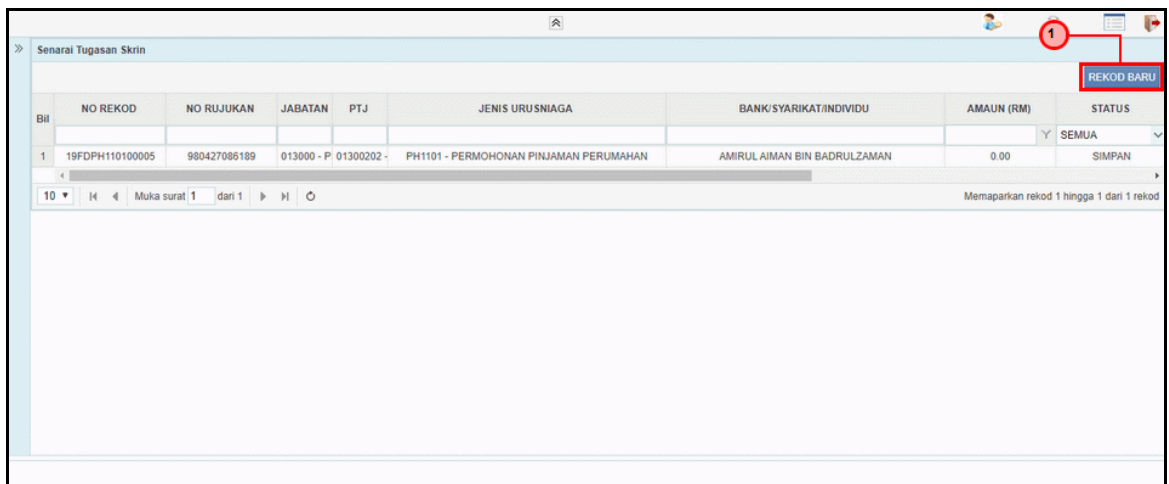 1
Senarai Tugasan Skrin
REKOD BARU
Bil NO REKOD NO RUJUKAN JABATAN PTJ JENIS URUSNIAGA BANK/SYARIKAT/INDIVIDU AMAUN (RM) STATUS
SEMUA
1 19FDPH110100005 980427086189 013000 - P 01300202 - PH1101 - PERMOHONAN PINJAMAN PERUMAHAN AMIRUL AIMAN BIN BADRULZAMAN 0.00 SIMPAN
10 Muka surat 1 dari 1 Memaparkan rekod 1 hingga 1 dari 1 rekod